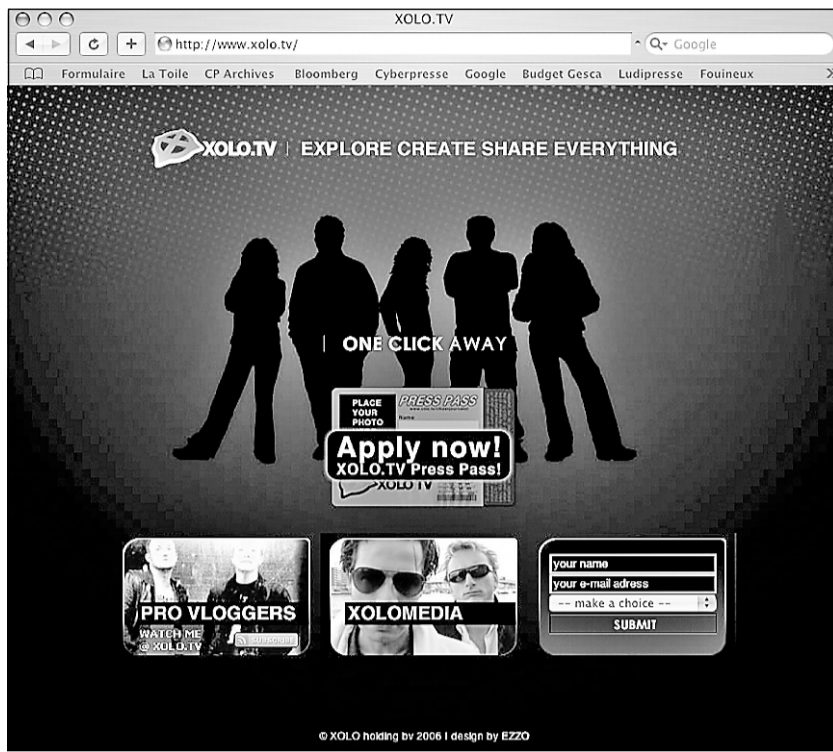 XOLO.TV
http://www.xolo.tv/
Google
Formulaire La Toile CP Archives Bloomberg Cyberpresse Google Budget Gesca Ludipresse Fouineux
XOLO.TV | EXPLORE CREATE SHARE EVERYTHING
| ONE CLICK AWAY
PLACE YOUR PHOTO
PRESS PASS
Name
Apply now!
XOLO.TV Press Pass!
XOLO TV
PRO VLOGGERS
WATCH ME
@ XOLO.TV
SUBSCRIBE
XOLOMEDIA
your name
your e-mail adress
-- make a choice --
SUBMIT
© XOLO holding bv 2006 | design by EZZO